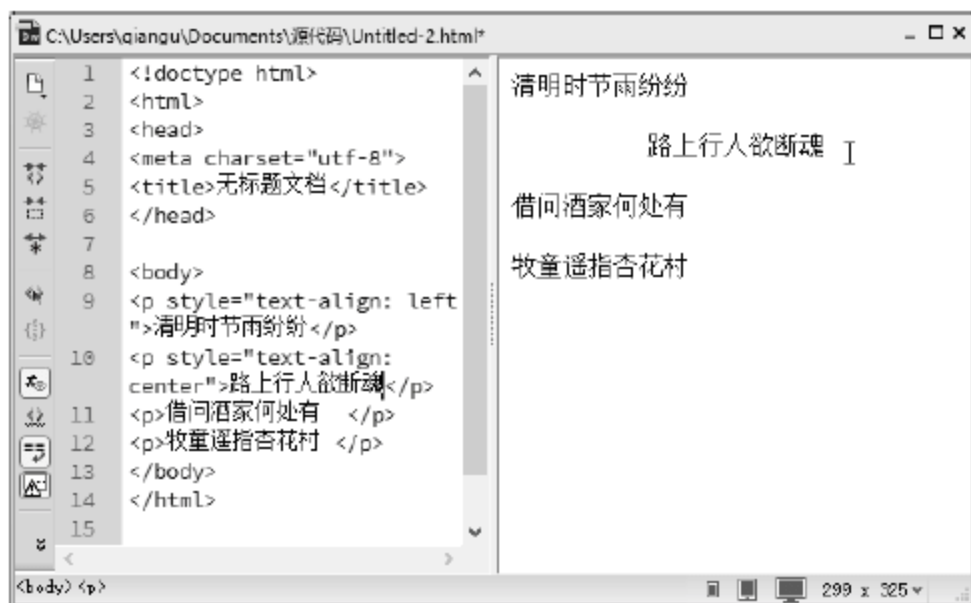 C:\Users\qiangu\Documents\源代码\Untitled-2.html*
1 <!doctype html>
2 <html>
3 <head>
4 <meta charset="utf-8">
5 <title>无标题文档</title>
6 </head>
7
8 <body>
9 <p style="text-align: left
">清明时节雨纷纷</p>
10 <p style="text-align:
center">路上行人欲断魂</p>
11 <p>借问酒家何处有 </p>
12 <p>牧童遥指杏花村 </p>
13 </body>
14 </html>
15
清明时节雨纷纷
路上行人欲断魂
借问酒家何处有
牧童遥指杏花村
<body> <p>
299 x 325